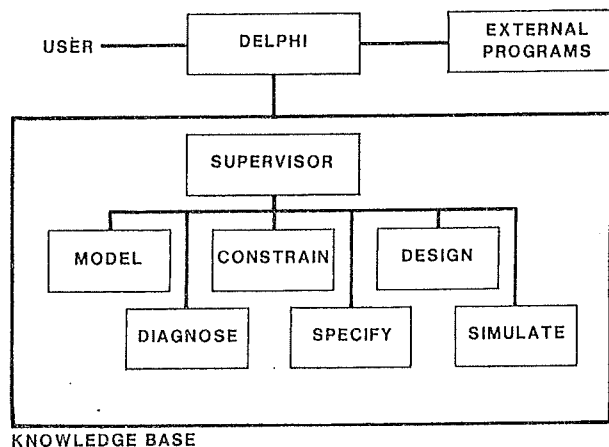 USER
DELPHI
EXTERNAL
PROGRAMS
SUPERVISOR
MODEL
CONSTRAIN
DESIGN
DIAGNOSE
SPECIFY
SIMULATE
KNOWLEDGE BASE